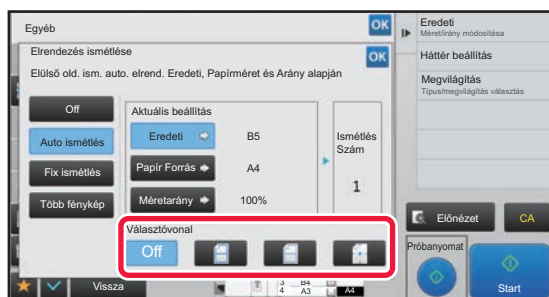 Egyéb
OK
Elrendezés ismétlése
OK
Elülső old. ism. auto. elrend. Eredeti, Papírméret és Arány alapján
Off
Auto ismétlés
Fix ismétlés
Több fénykép
Aktuális beállítás
Eredeti
B5
Papír Forrás
A4
Méretarány
100%
Ismétlés
Szám
1
Választóvonal
Off
Vissza
3 B4
4 A3
A4
Eredeti
Méret/irány módosítása
Háttér beállítás
Megvilágítás
Típus/megvilágítás választás
Előnézet
CA
Próbanyomat
Start